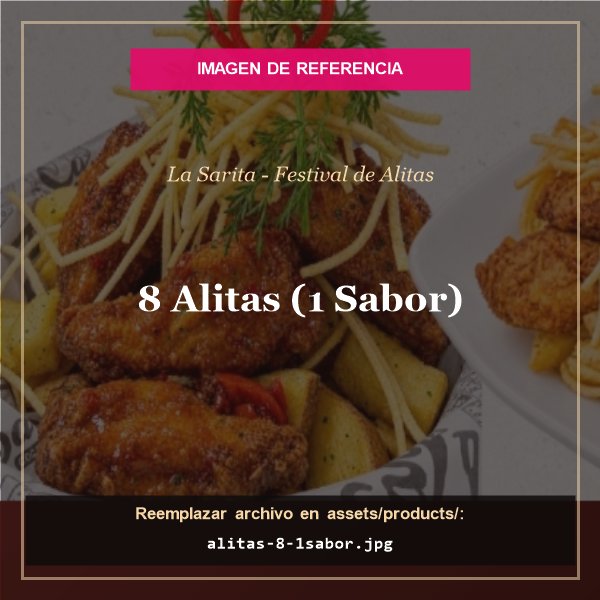 IMAGEN DE REFERENCIA
La Sarita - Festival de Alitas
8 Alitas (1 Sabor)
Reemplazar archivo en assets/products/:
alitas-8-1sabor.jpg